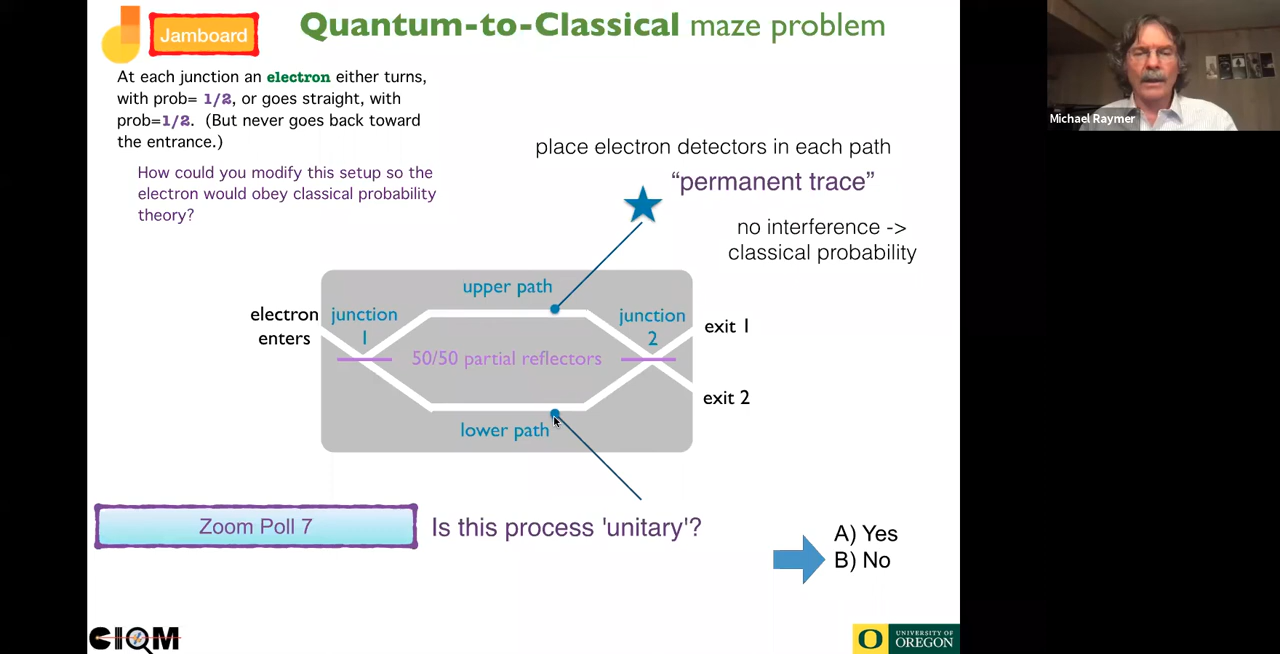 Jamboard
Quantum-to-Classical maze problem
At each junction an electron either turns,
with prob= 1/2, or goes straight, with
prob=1/2. (But never goes back toward
the entrance.)
How could you modify this setup so the
electron would obey classical probability
theory?
place electron detectors in each path
“permanent trace”
no interference ->
classical probability
upper path
electron
enters
junction
1
junction
2
exit 1
50/50 partial reflectors
exit 2
lower path
Zoom Poll 7
Is this process 'unitary'?
A) Yes
B) No
CIQM
O
UNIVERSITY OF
OREGON
Michael Raymer